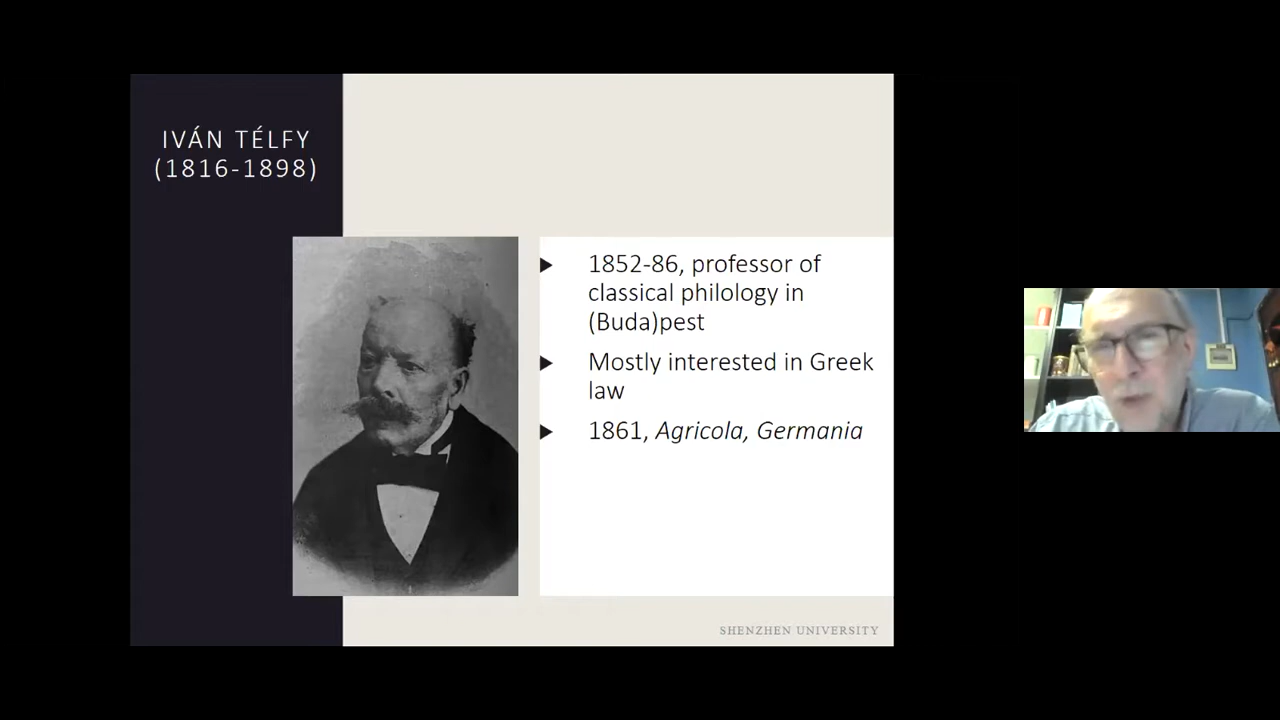 IVÁN TÉLFY
(1816-1898)
1852-86, professor of
classical philology in
(Buda)pest
Mostly interested in Greek
law
1861, Agricola, Germania
SHENZHEN UNIVERSITY